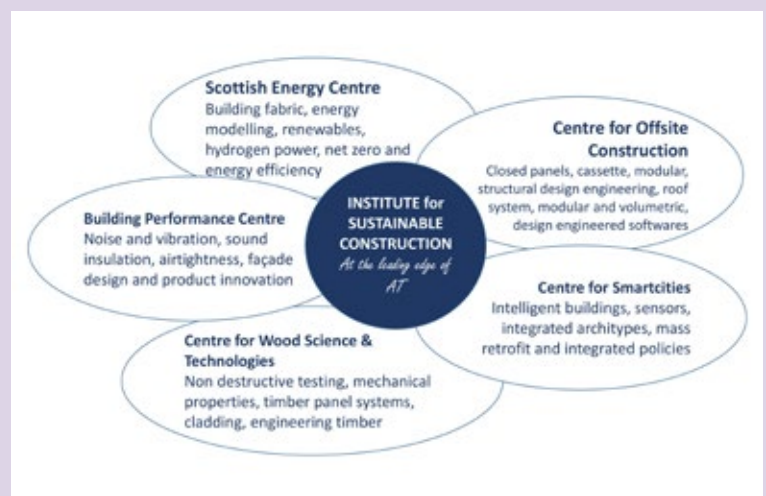 Scottish Energy Centre
Building fabric, energy
modelling, renewables,
hydrogen power, net zero and
energy efficiency
Centre for Offsite
Construction
Closed panels, cassette, modular,
structural design engineering, roof
system, modular and volumetric,
design engineered softwares
INSTITUTE for
SUSTAINABLE
CONSTRUCTION
At the leading edge of
AT
Building Performance Centre
Noise and vibration, sound
insulation, airtightness, façade
design and product innovation
Centre for Smartcities
Intelligent buildings, sensors,
integrated architypes, mass
retrofit and integrated policies
Centre for Wood Science &
Technologies
Non destructive testing, mechanical
properties, timber panel systems,
cladding, engineering timber